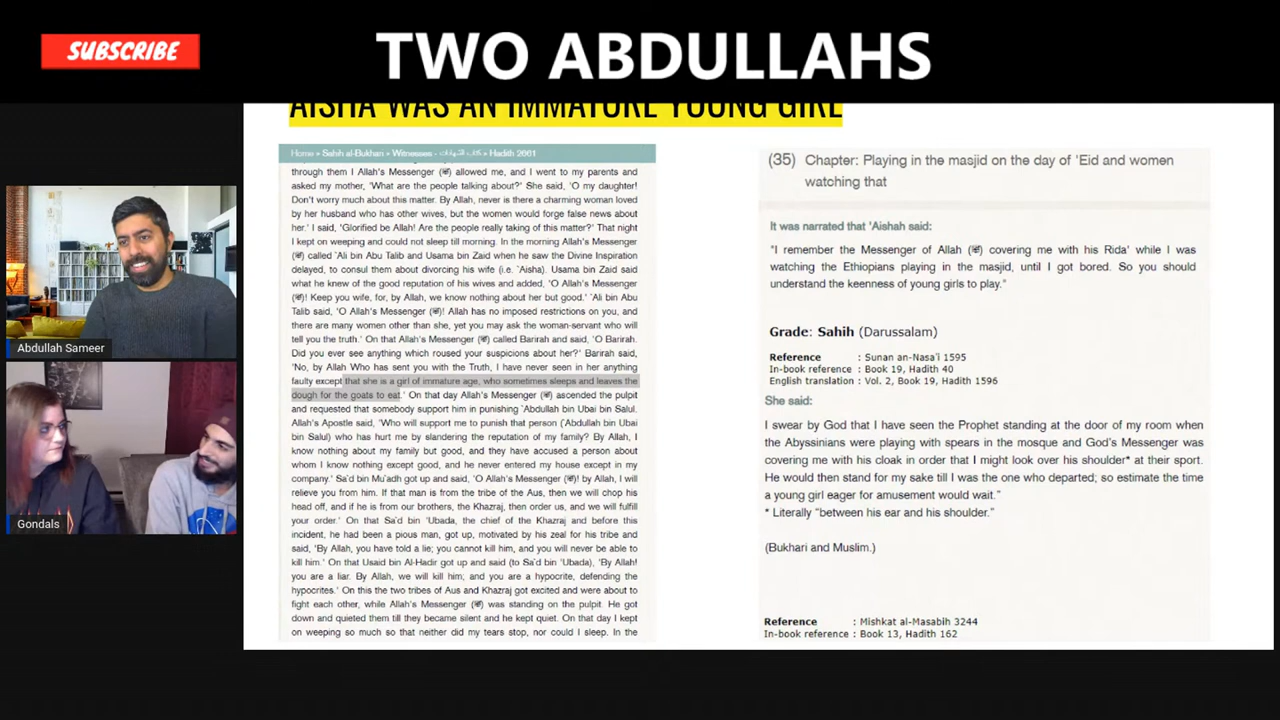 SUBSCRIBE
TWO ABDULLAHS
AISHA WAS AN IMMATURE YOUNG GIRL
Home » Sahih al-Bukhari » Witnesses - كتاب الشهادات » Hadith 2661
through them I Allah's Messenger (ﷺ) allowed me, and I went to my parents and
asked my mother, 'What are the people talking about?' She said, 'O my daughter!
Don't worry much about this matter. By Allah, never is there a charming woman loved
by her husband who has other wives, but the women would forge false news about
her.' I said, 'Glorified be Allah! Are the people really taking of this matter?' That night
I kept on weeping and could not sleep till morning. In the morning Allah's Messenger
(ﷺ) called `Ali bin Abu Talib and Usama bin Zaid when he saw the Divine Inspiration
delayed, to consul them about divorcing his wife (i.e. `Aisha). Usama bin Zaid said
what he knew of the good reputation of his wives and added, 'O Allah's Messenger
(ﷺ)! Keep you wife, for, by Allah, we know nothing about her but good.' `Ali bin Abu
Talib said, 'O Allah's Messenger (ﷺ)! Allah has no imposed restrictions on you, and
there are many women other than she, yet you may ask the woman-servant who will
tell you the truth.' On that Allah's Messenger (ﷺ) called Barirah and said, 'O Barirah.
Did you ever see anything which roused your suspicions about her?' Barirah said,
'No, by Allah Who has sent you with the Truth, I have never seen in her anything
faulty except that she is a girl of immature age, who sometimes sleeps and leaves the
dough for the goats to eat.' On that day Allah's Messenger (ﷺ) ascended the pulpit
and requested that somebody support him in punishing `Abdullah bin Ubai bin Salul.
Allah's Apostle said, 'Who will support me to punish that person (`Abdullah bin Ubai
bin Salul) who has hurt me by slandering the reputation of my family? By Allah, I
know nothing about my family but good, and they have accused a person about
whom I know nothing except good, and he never entered my house except in my
company.' Sa`d bin Mu`adh got up and said, 'O Allah's Messenger (ﷺ)! by Allah, I will
relieve you from him. If that man is from the tribe of the Aus, then we will chop his
head off, and if he is from our brothers, the Khazraj, then order us, and we will fulfill
your order.' On that Sa`d bin `Ubada, the chief of the Khazraj and before this
incident, he had been a pious man, got up, motivated by his zeal for his tribe and
said, 'By Allah, you have told a lie; you cannot kill him, and you will never be able to
kill him.' On that Usaid bin Al-Hadir got up and said (to Sa`d bin `Ubada), 'By Allah!
you are a liar. By Allah, we will kill him; and you are a hypocrite, defending the
hypocrites.' On this the two tribes of Aus and Khazraj got excited and were about to
fight each other, while Allah's Messenger (ﷺ) was standing on the pulpit. He got
down and quieted them till they became silent and he kept quiet. On that day I kept
on weeping so much so that neither did my tears stop, nor could I sleep. In the
(35) Chapter: Playing in the masjid on the day of 'Eid and women
watching that
It was narrated that 'Aishah said:
"I remember the Messenger of Allah (ﷺ) covering me with his Rida' while I was
watching the Ethiopians playing in the masjid, until I got bored. So you should
understand the keenness of young girls to play."
Grade: Sahih (Darussalam)
Reference : Sunan an-Nasa'i 1595
In-book reference : Book 19, Hadith 40
English translation : Vol. 2, Book 19, Hadith 1596
She said:
I swear by God that I have seen the Prophet standing at the door of my room when
the Abyssinians were playing with spears in the mosque and God's Messenger was
covering me with his cloak in order that I might look over his shoulder* at their sport.
He would then stand for my sake till I was the one who departed; so estimate the time
a young girl eager for amusement would wait."
* Literally "between his ear and his shoulder."
(Bukhari and Muslim.)
Reference : Mishkat al-Masabih 3244
In-book reference : Book 13, Hadith 162
Abdullah Sameer
Gondals